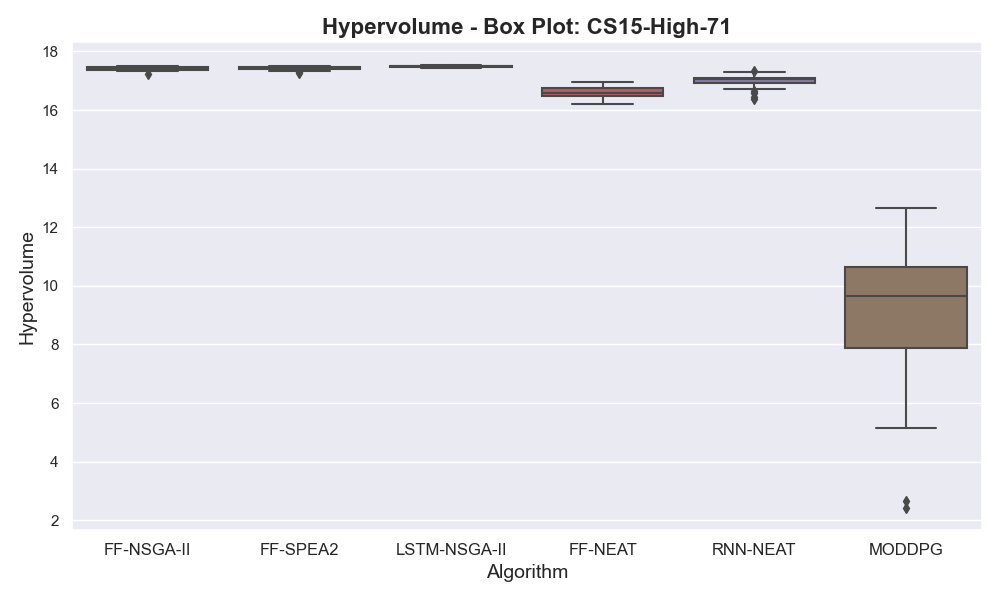 Hypervolume - Box Plot: CS15-High-71
Hypervolume
18
16
14
12
10
8
6
4
2
FF-NSGA-II FF-SPEA2 LSTM-NSGA-II FF-NEAT RNN-NEAT MODDPG
Algorithm